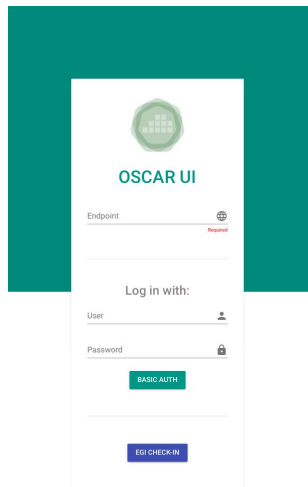 OSCAR UI
Endpoint
Required
Log in with:
User
Password
BASIC AUTH
EGI CHECK-IN